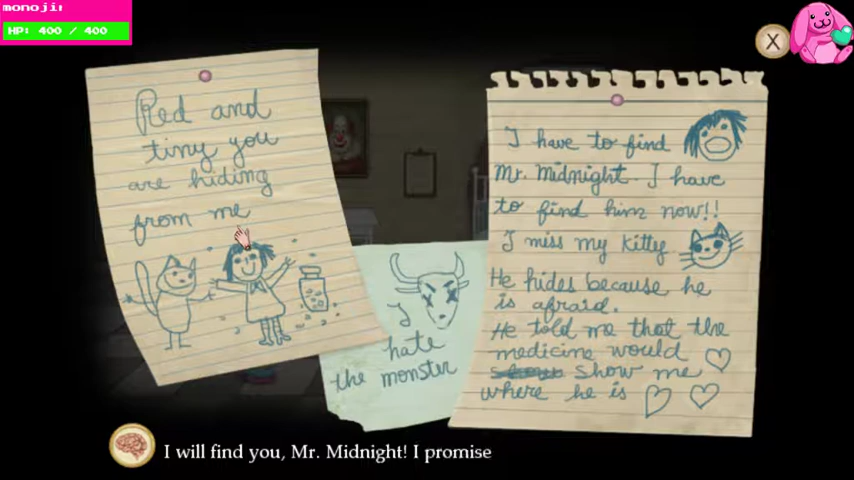 monojir
HP: 400 / 400
X
Red and
tiny you
are hiding
from me
I
hate
the monster
I have to find
Mr. Midnight. I have
to find him now!!
I miss my kitty
He hides because he
is afraid.
He told me that the
medicine would
show me
where he is
I will find you, Mr. Midnight! I promise